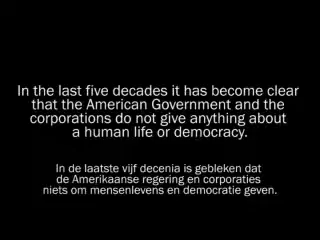 In the last five decades it has become clear
that the American Government and the
corporations do not give anything about
a human life or democracy.
In de laatste vijf decenia is gebleken dat
de Amerikaanse regering en corporaties
niets om mensenlevens en democratie geven.